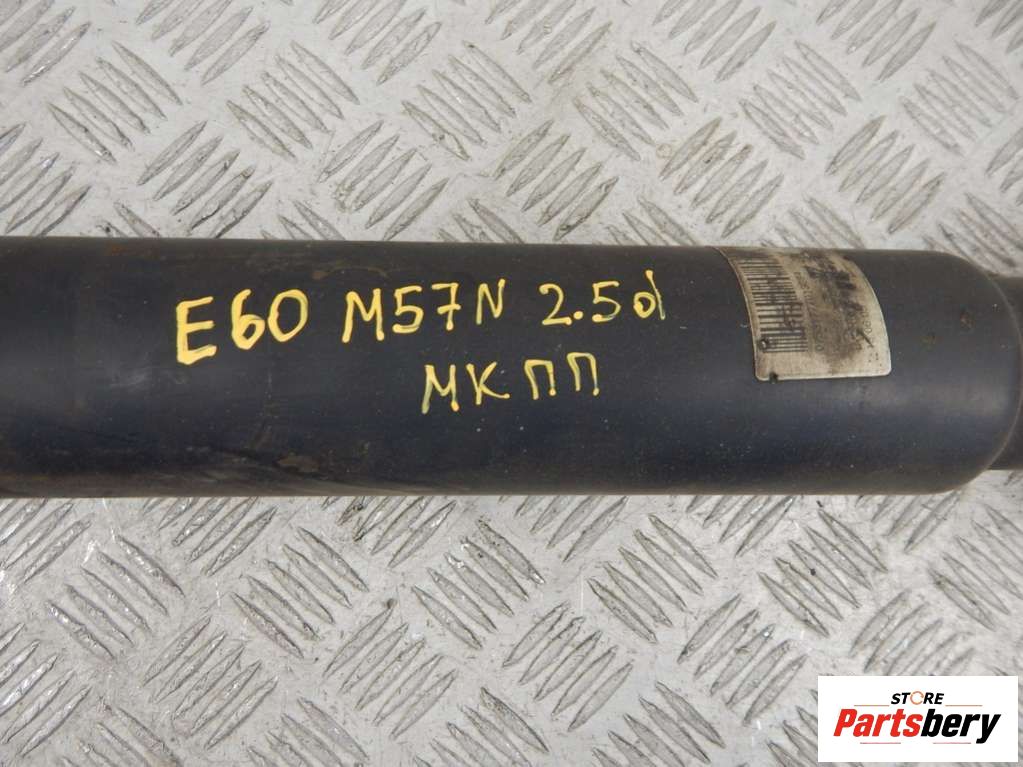 E60 M57N 2.5d
МКПП
STORE
Partsbery